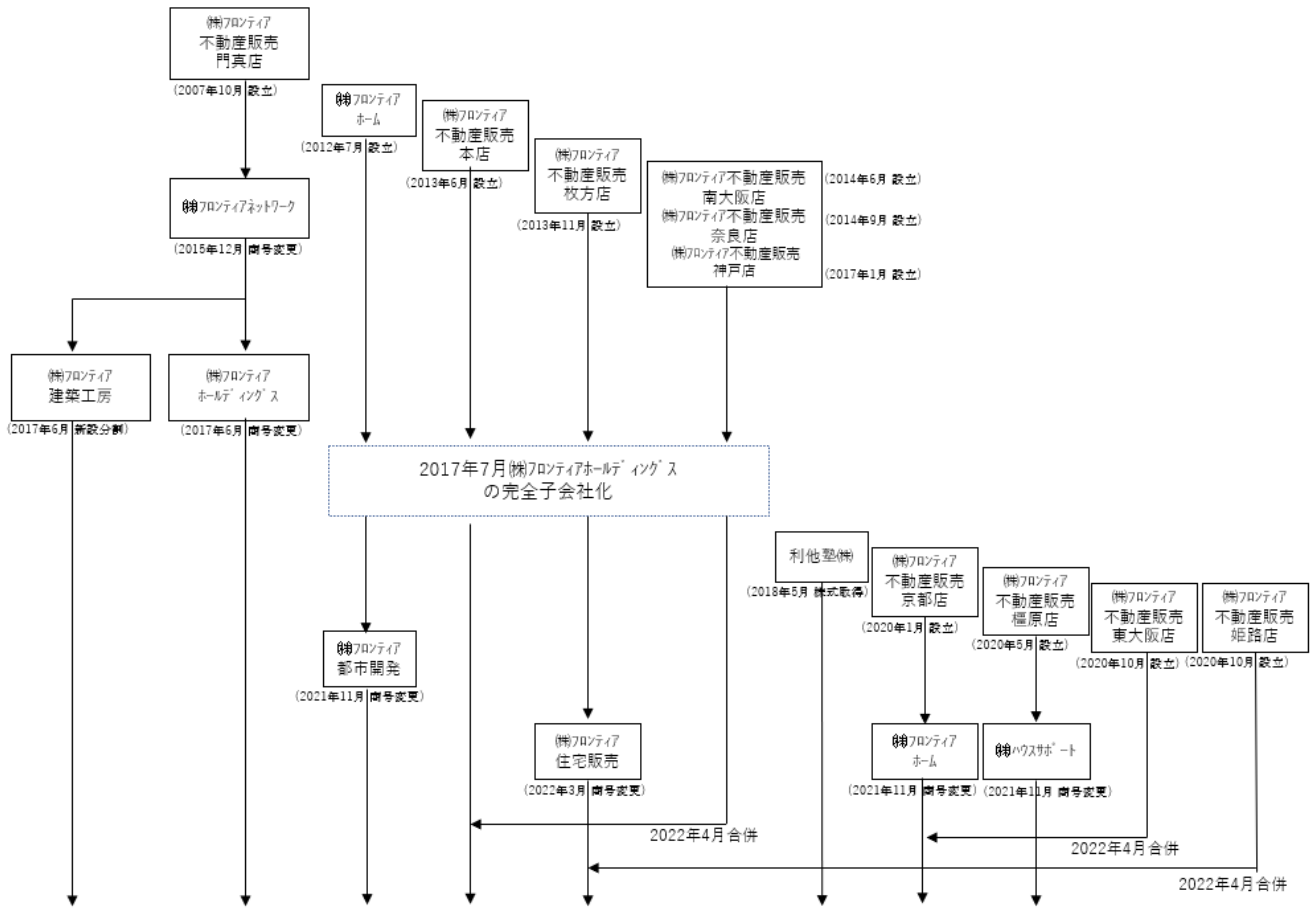 ㈱フロンティア
不動産販売
門真店
(2007年10月 設立)
㈱フロンティア
ホーム
(2012年7月 設立)
㈱フロンティア
不動産販売
本店
(2013年6月 設立)
㈱フロンティア
不動産販売
枚方店
(2013年11月 設立)
㈱フロンティア不動産販売
南大阪店
㈱フロンティア不動産販売
奈良店
㈱フロンティア不動産販売
神戸店
(2014年6月 設立)
(2014年9月 設立)
(2017年1月 設立)
㈱フロンティアネットワーク
(2015年12月 商号変更)
㈱フロンティア
建築工房
(2017年6月 新設分割)
㈱フロンティア
ホールディングス
(2017年6月 商号変更)
2017年7月㈱フロンティアホールディングス
の完全子会社化
利他塾㈱
(2018年5月 株式取得)
㈱フロンティア
不動産販売
京都店
(2020年1月 設立)
㈱フロンティア
不動産販売
橿原店
(2020年5月 設立)
㈱フロンティア
不動産販売
東大阪店
(2020年10月 設立)
㈱フロンティア
不動産販売
姫路店
(2020年10月 設立)
㈱フロンティア
都市開発
(2021年11月 商号変更)
㈱フロンティア
住宅販売
(2022年3月 商号変更)
㈱フロンティア
ホーム
(2021年11月 商号変更)
㈱ハウスサポート
(2021年11月 商号変更)
2022年4月合併
2022年4月合併
2022年4月合併